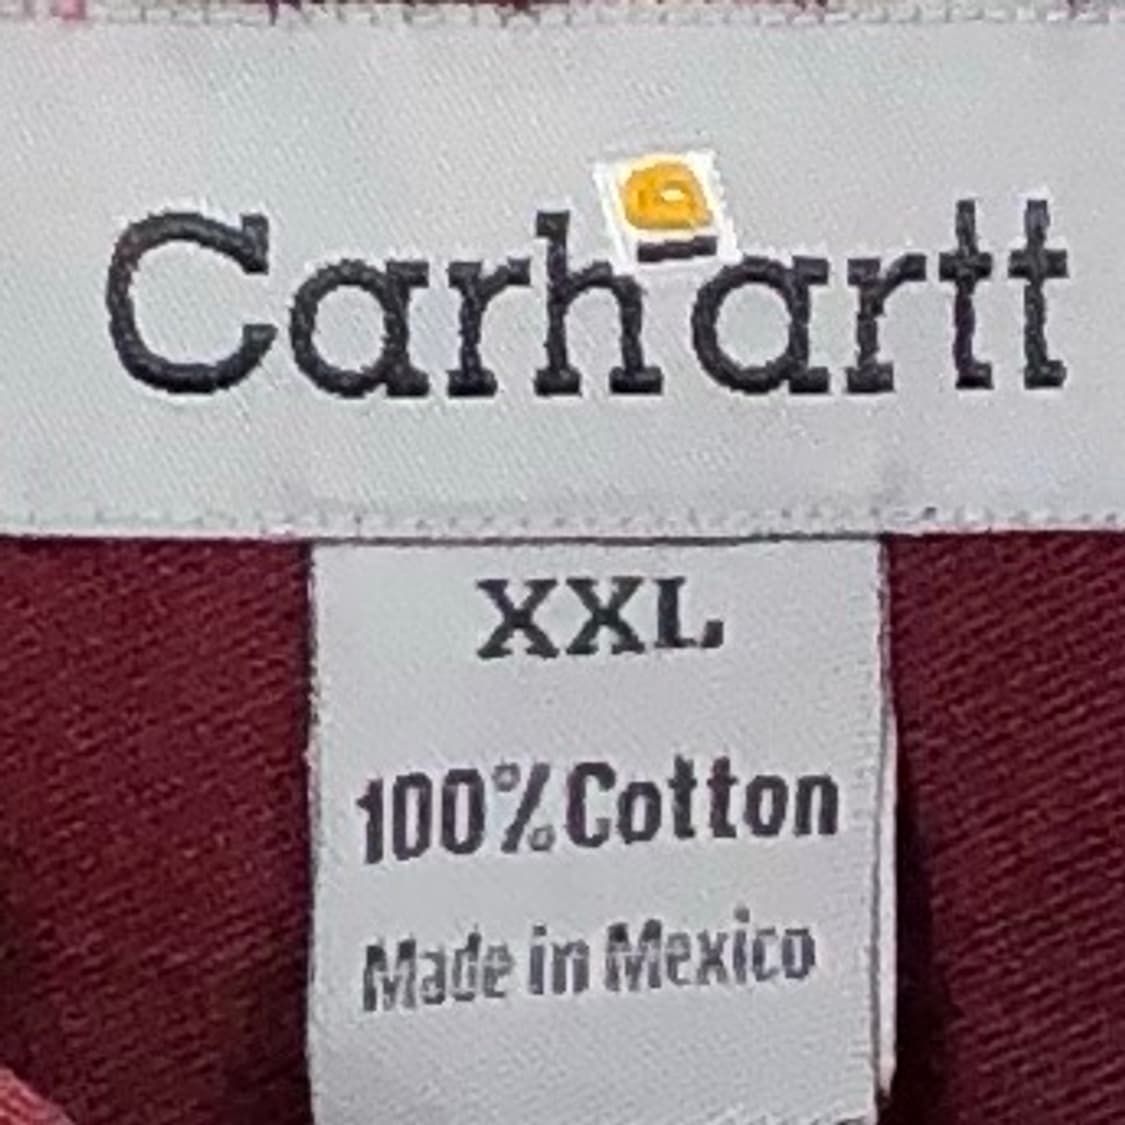 Carhartt
XXL
100% Cotton
Made in Mexico